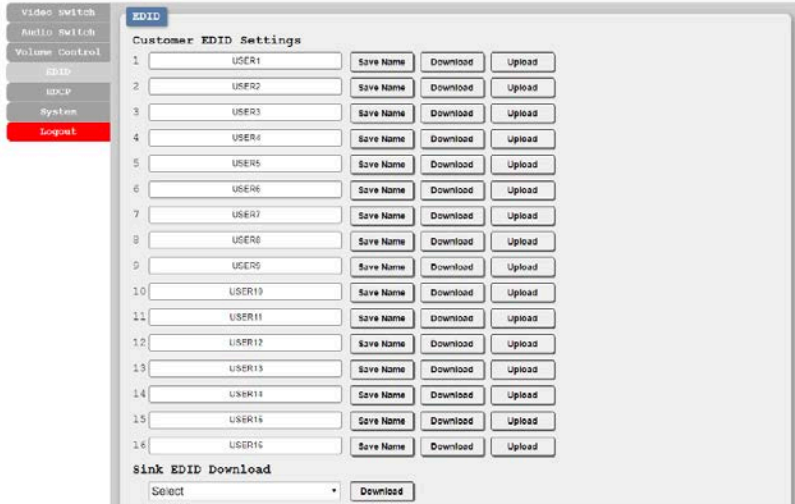 Video Switch
Audio Switch
Volume Control
EDID
HDCP
System
Logout
EDID
Customer EDID Settings
1 USER1 Save Name Download Upload
2 USER2 Save Name Download Upload
3 USER3 Save Name Download Upload
4 USER4 Save Name Download Upload
5 USER5 Save Name Download Upload
6 USER6 Save Name Download Upload
7 USER7 Save Name Download Upload
8 USER8 Save Name Download Upload
9 USER9 Save Name Download Upload
10 USER10 Save Name Download Upload
11 USER11 Save Name Download Upload
12 USER12 Save Name Download Upload
13 USER13 Save Name Download Upload
14 USER14 Save Name Download Upload
15 USER15 Save Name Download Upload
16 USER16 Save Name Download Upload
Sink EDID Download
Select Download